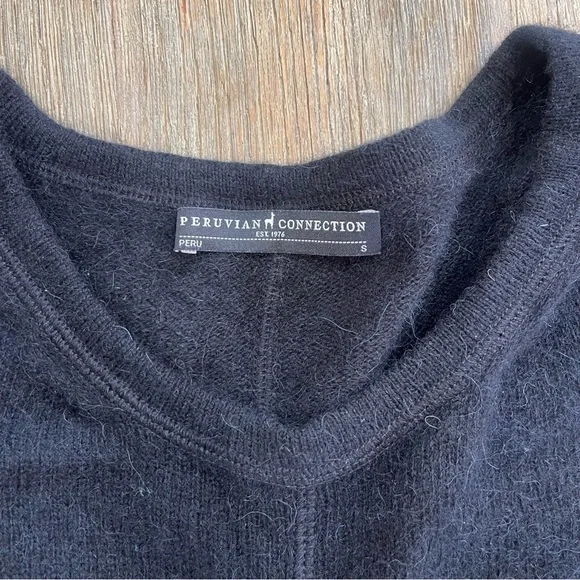 PERUVIAN CONNECTION
EST. 1976
PERU S